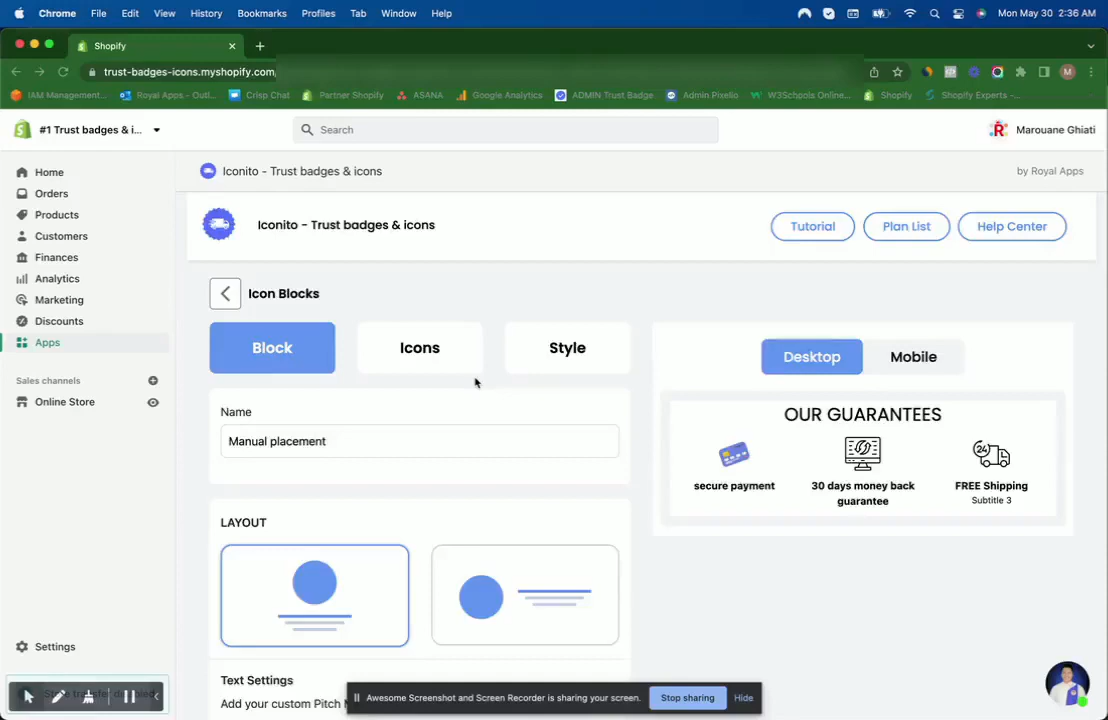 Chrome File Edit View History Bookmarks Profiles Tab Window Help Mon May 30 2:36 AM
Shopify
trust-badges-icons.myshopify.com
IAM Management... Royal Apps - Outl... Crisp Chat Partner Shopify ASANA Google Analytics ADMIN Trust Badge Admin Pixelio W3Schools Online... Shopify Shopify Experts –...
#1 Trust badges & i... Search Marouane Ghiati
Home
Orders
Products
Customers
Finances
Analytics
Marketing
Discounts
Apps
Sales channels
Online Store
Settings
Iconito - Trust badges & icons by Royal Apps
Iconito - Trust badges & icons Tutorial Plan List Help Center
Icon Blocks
Block Icons Style
Name
Manual placement
LAYOUT
Text Settings
Add your custom Pitch
Desktop Mobile
OUR GUARANTEES
secure payment
30 days money back
guarantee
24
FREE Shipping
Subtitle 3
Awesome Screenshot and Screen Recorder is sharing your screen. Stop sharing Hide